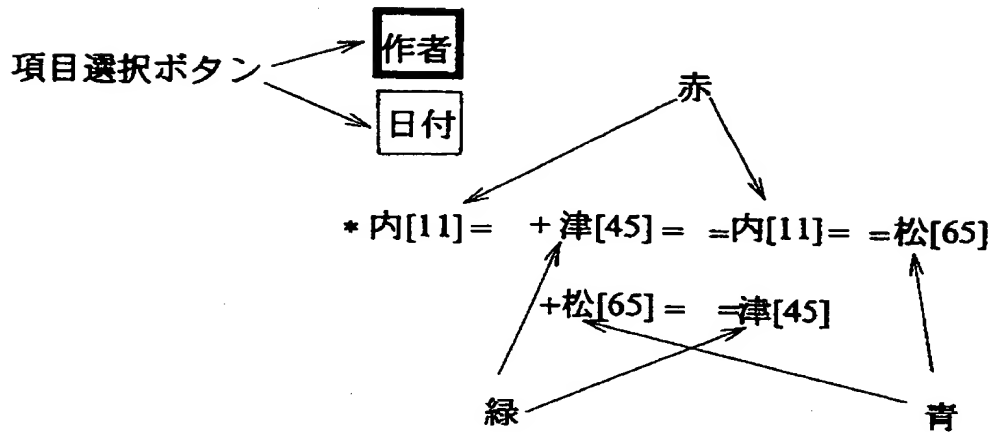 作者
項目選択ボタン
日付
赤
*内[11]= +津[45]= =内[11]= =松[65]
+松[65]= =津[45]
緑 青